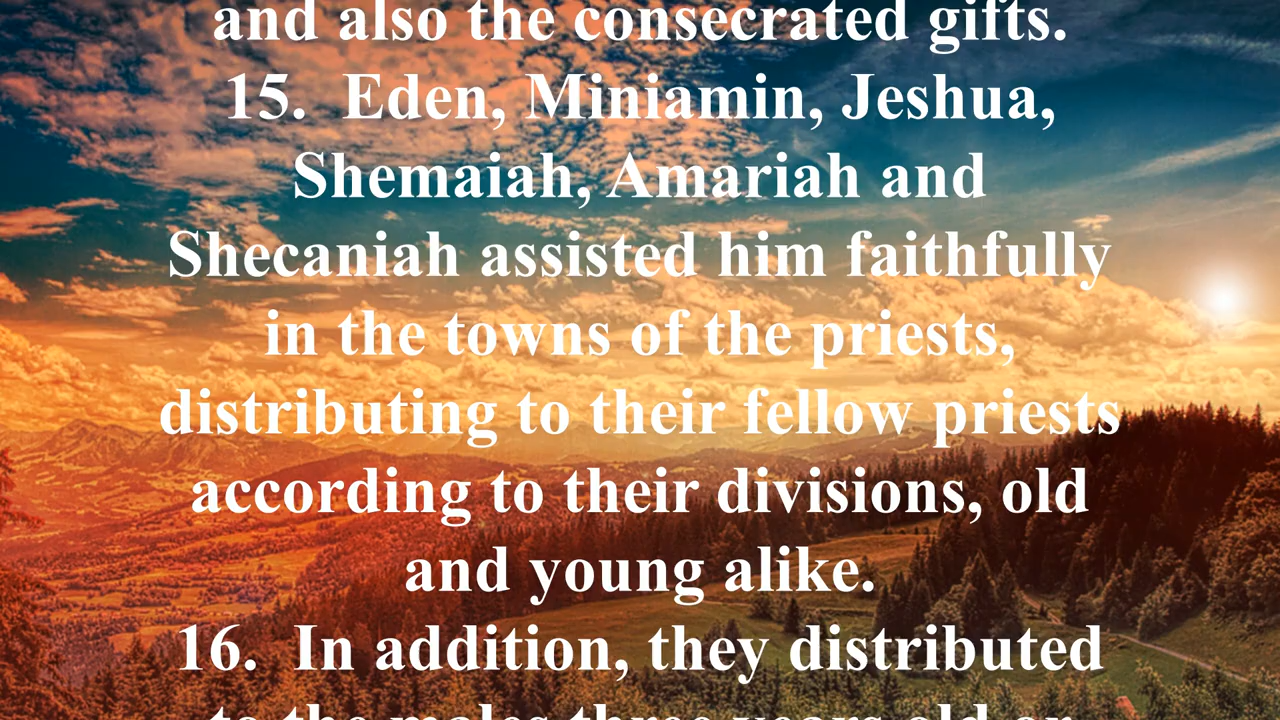 and also the consecrated gifts.
15. Eden, Miniamin, Jeshua,
Shemaiah, Amariah and
Shecaniah assisted him faithfully
in the towns of the priests,
distributing to their fellow priests
according to their divisions, old
and young alike.
16. In addition, they distributed
to the males three years old or